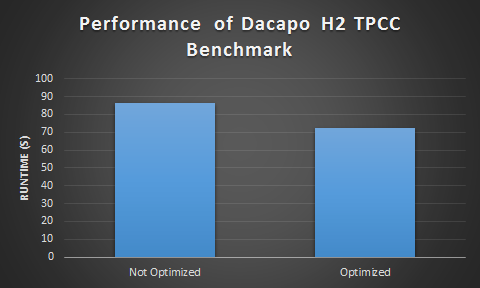 Performance of Dacapo H2 TPCC
Benchmark
100
90
80
70
60
50
40
30
20
10
0
RUNTIME (S)
Not Optimized
Optimized